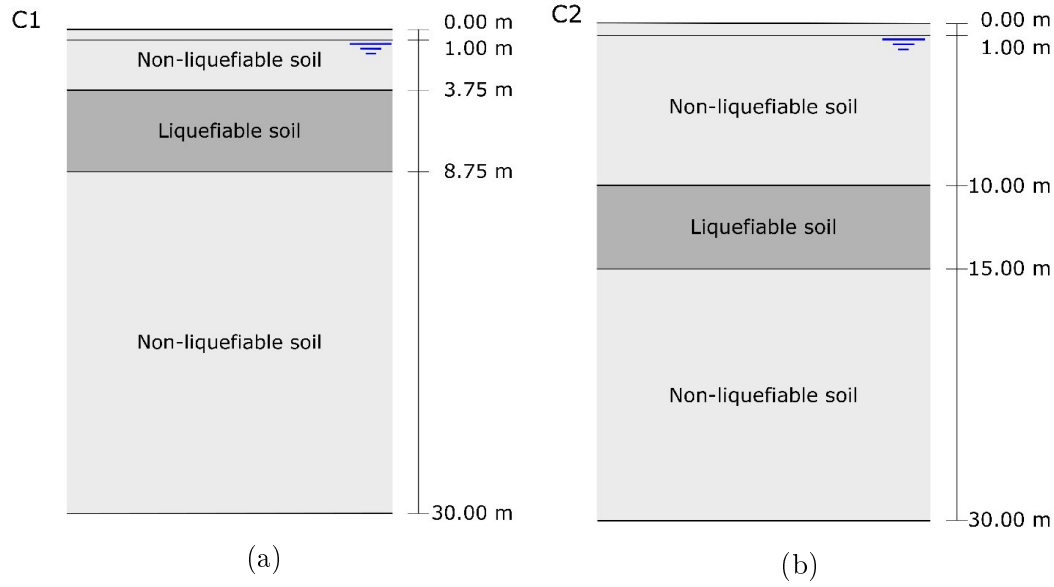 C1
0.00 m
1.00 m
Non-liquefiable soil
3.75 m
Liquefiable soil
8.75 m
Non-liquefiable soil
30.00 m
(a)
C2
0.00 m
1.00 m
Non-liquefiable soil
10.00 m
Liquefiable soil
15.00 m
Non-liquefiable soil
30.00 m
(b)